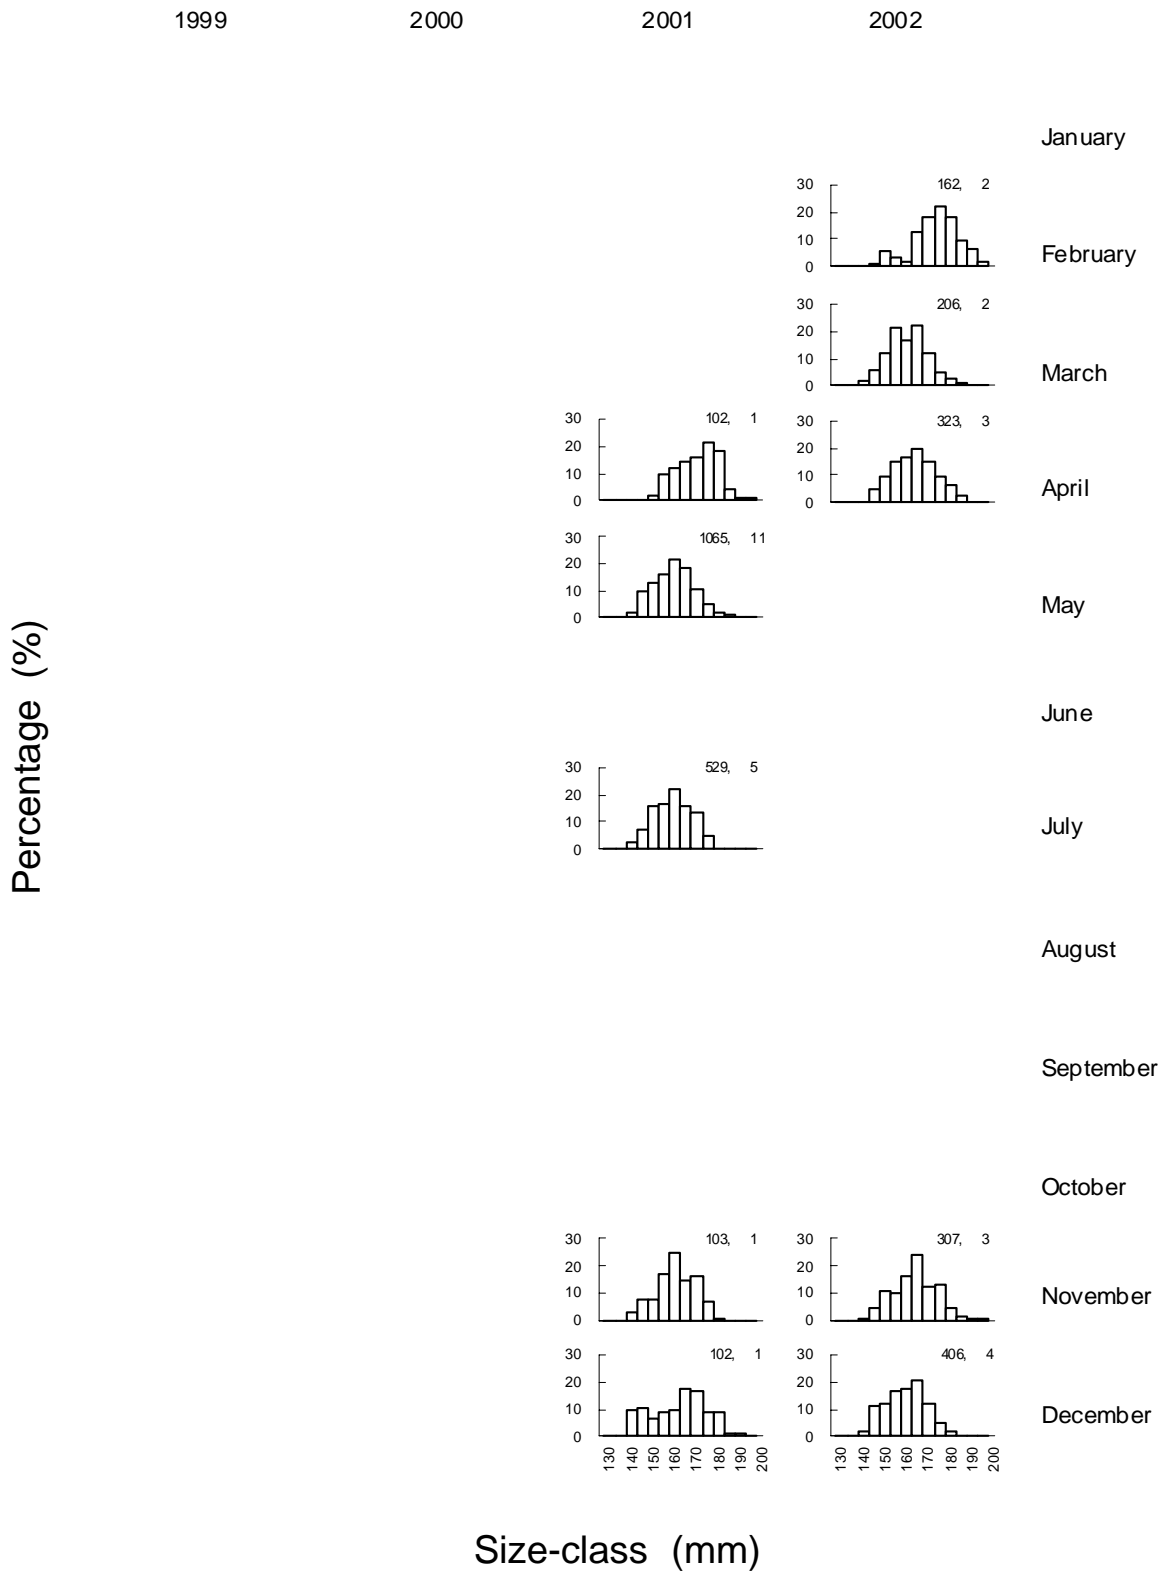 1999 2000 2001 2002
January
30 162, 2
20
10
0
February
30 206, 2
20
10
0
March
30 102, 1 30 323, 3
20 20
10 10
0 0
April
30 1065, 11
20
10
0
May
June
30 529, 5
20
10
0
July
August
September
October
30 103, 1 30 307, 3
20 20
10 10
0 0
November
30 102, 1 30 406, 4
20 20
10 10
0 0
December
130 140 150 160 170 180 190 200 130 140 150 160 170 180 190 200
Percentage (%)
Size-class (mm)